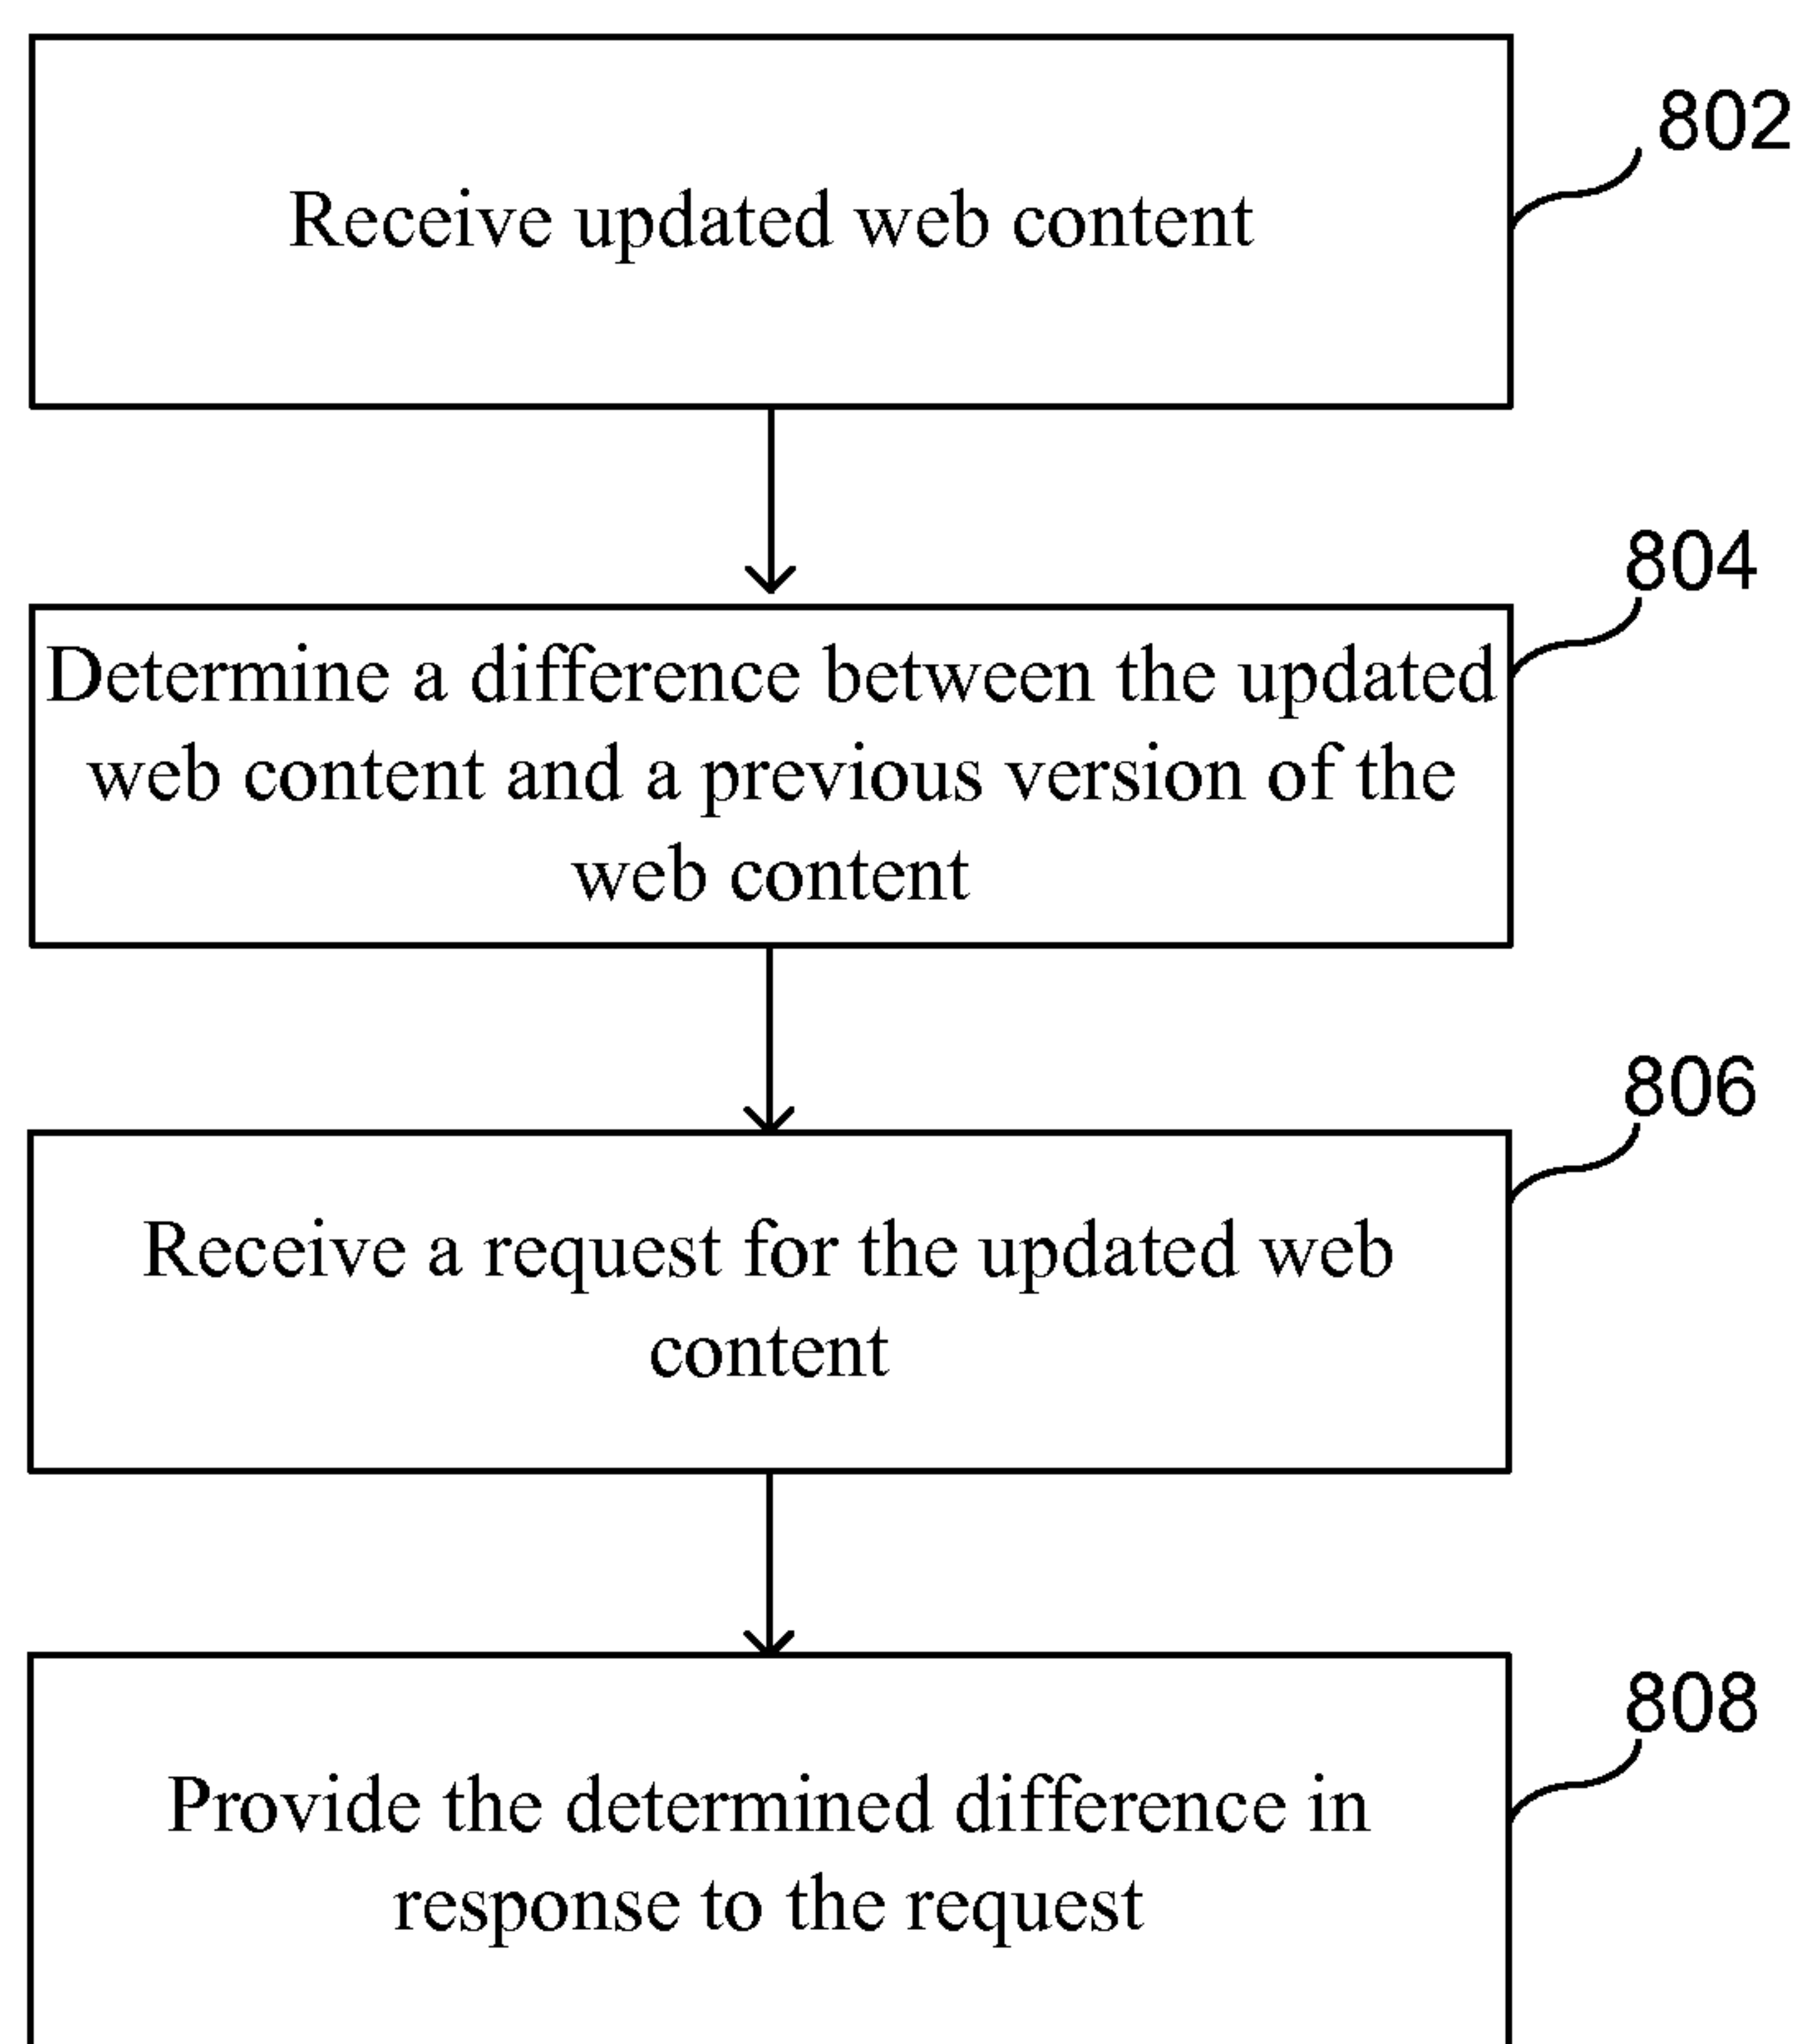 802
Receive updated web content
804
Determine a difference between the updated
web content and a previous version of the
web content
806
Receive a request for the updated web
content
808
Provide the determined difference in
response to the request